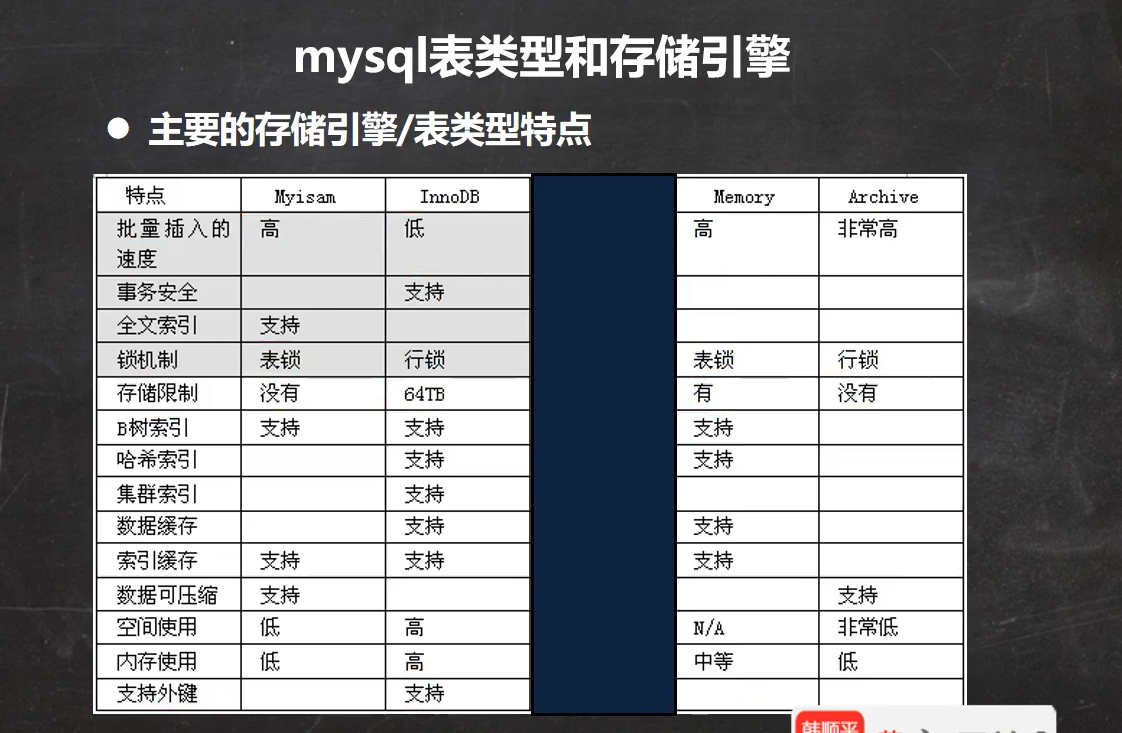 mysql表类型和存储引擎
● 主要的存储引擎/表类型特点
特点 Myisam InnoDB Memory Archive
批量插入的 高 低 高 非常高
速度
事务安全 支持
全文索引 支持
锁机制 表锁 行锁 表锁 行锁
存储限制 没有 64TB 有 没有
B树索引 支持 支持 支持
哈希索引 支持 支持
集群索引 支持
数据缓存 支持 支持
索引缓存 支持 支持 支持
数据可压缩 支持 支持
空间使用 低 高 N/A 非常低
内存使用 低 高 中等 低
支持外键 支持
韩顺平